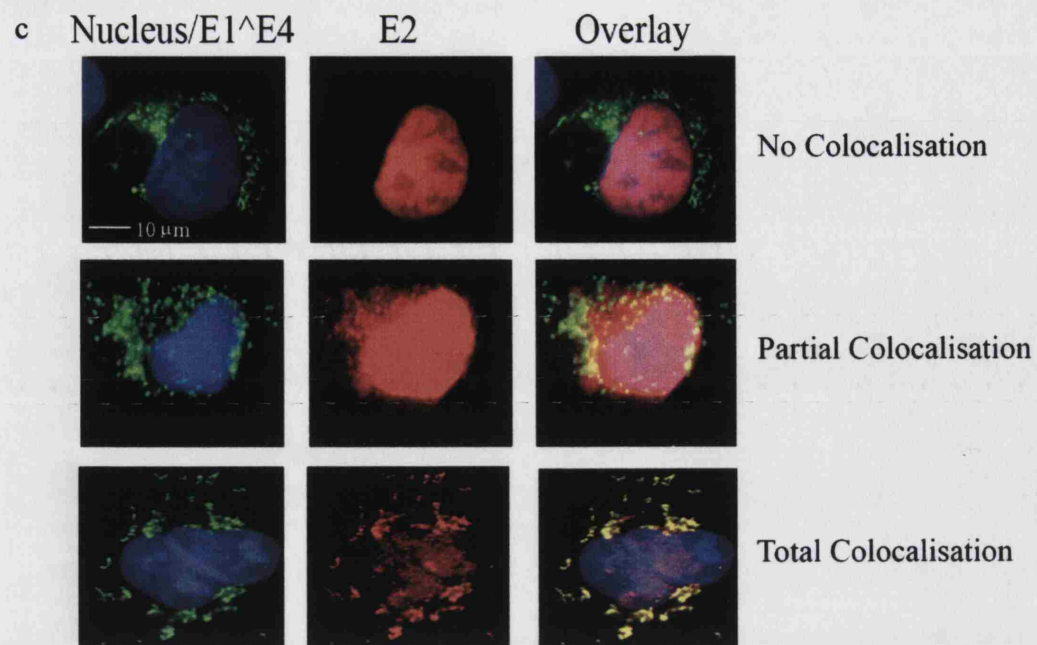 c Nucleus/E1^E4 E2 Overlay
No Colocalisation
10 µm
Partial Colocalisation
Total Colocalisation